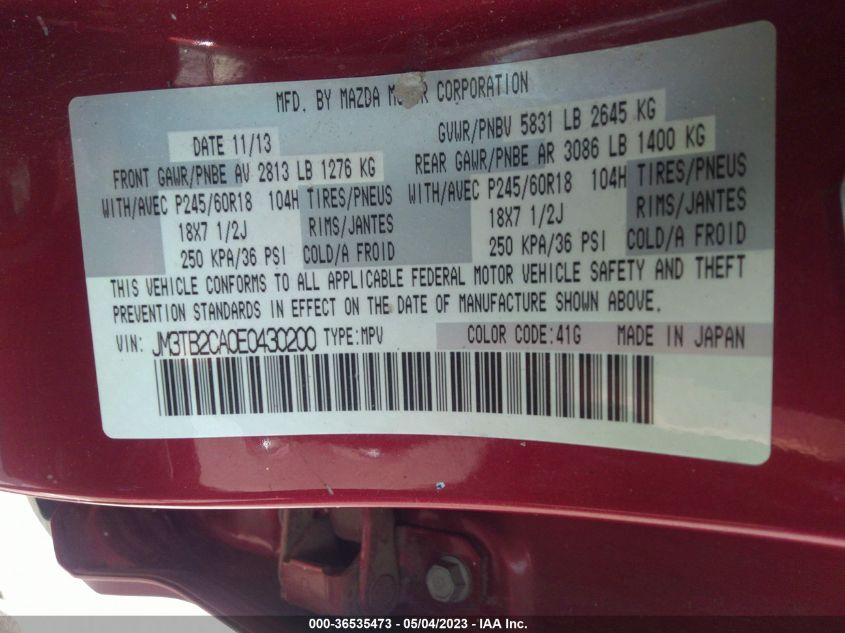 MFD. BY MAZDA MOTOR CORPORATION
DATE 11/13
GVWR/PNBV 5831 LB 2645 KG
FRONT GAWR/PNBE AV 2813 LB 1276 KG
REAR GAWR/PNBE AR 3086 LB 1400 KG
WITH/AVEC P245/60R18 104H TIRES/PNEUS
WITH/AVEC P245/60R18 104H TIRES/PNEUS
18X7 1/2J RIMS/JANTES
18X7 1/2J RIMS/JANTES
250 KPA/36 PSI COLD/A FROID
250 KPA/36 PSI COLD/A FROID
THIS VEHICLE CONFORMS TO ALL APPLICABLE FEDERAL MOTOR VEHICLE SAFETY AND THEFT
PREVENTION STANDARDS IN EFFECT ON THE DATE OF MANUFACTURE SHOWN ABOVE.
VIN: JM3TB2CA0E0430200 TYPE:MPV COLOR CODE:41G MADE IN JAPAN
000-36535473 - 05/04/2023 - IAA Inc.